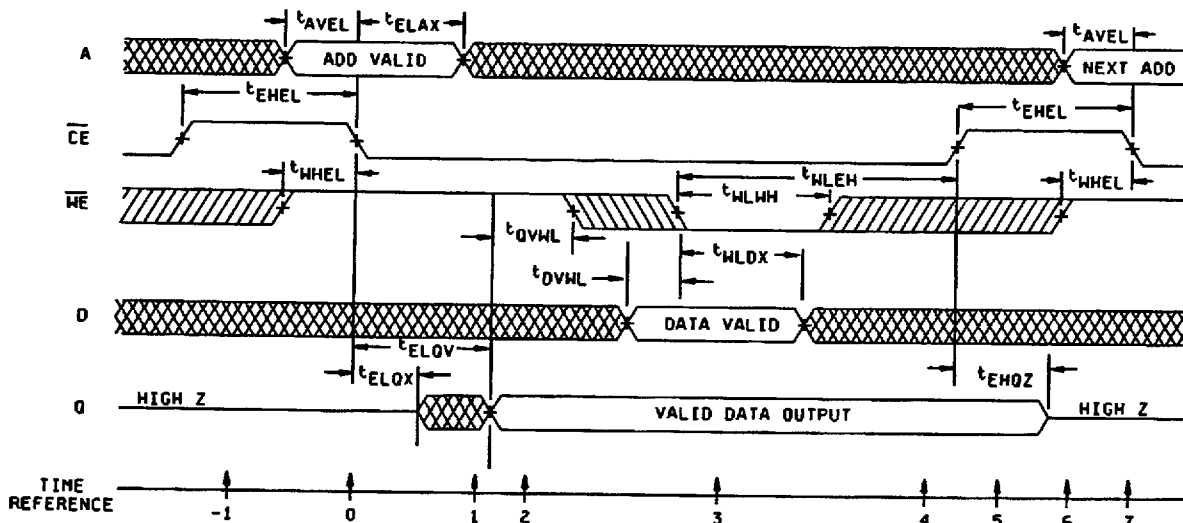 tAVEL tELAX tAVEL
A ADD VALID NEXT ADD
tEHEL tEHEL
CE
tWHEL tWLEH tWHEL
WE tWLWH
tQVWL tWLDX
tDVWL
D DATA VALID
tELQV
tELQX tEHQZ
Q HIGH Z VALID DATA OUTPUT HIGH Z
TIME
REFERENCE
-1 0 1 2 3 4 5 6 7